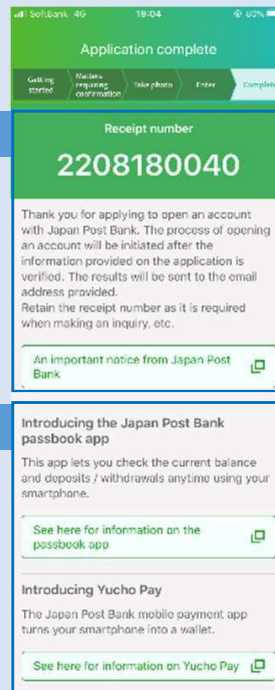 SoftBank 4G 19:04 60%
Application complete
Getting started
Matters requiring confirmation
Take photo
Enter
Complete
Receipt number
2208180040
Thank you for applying to open an account
with Japan Post Bank. The process of opening
an account will be initiated after the
information provided on the application is
verified. The results will be sent to the email
address provided.
Retain the receipt number as it is required
when making an inquiry, etc.
An important notice from Japan Post
Bank
Introducing the Japan Post Bank
passbook app
This app lets you check the current balance
and deposits / withdrawals anytime using your
smartphone.
See here for information on the
passbook app
Introducing Yucho Pay
The Japan Post Bank mobile payment app
turns your smartphone into a wallet.
See here for information on Yucho Pay